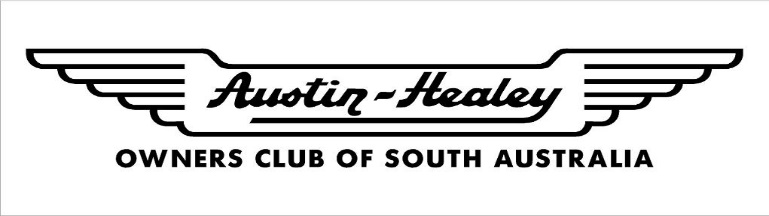 Austin-Healey
OWNERS CLUB OF SOUTH AUSTRALIA